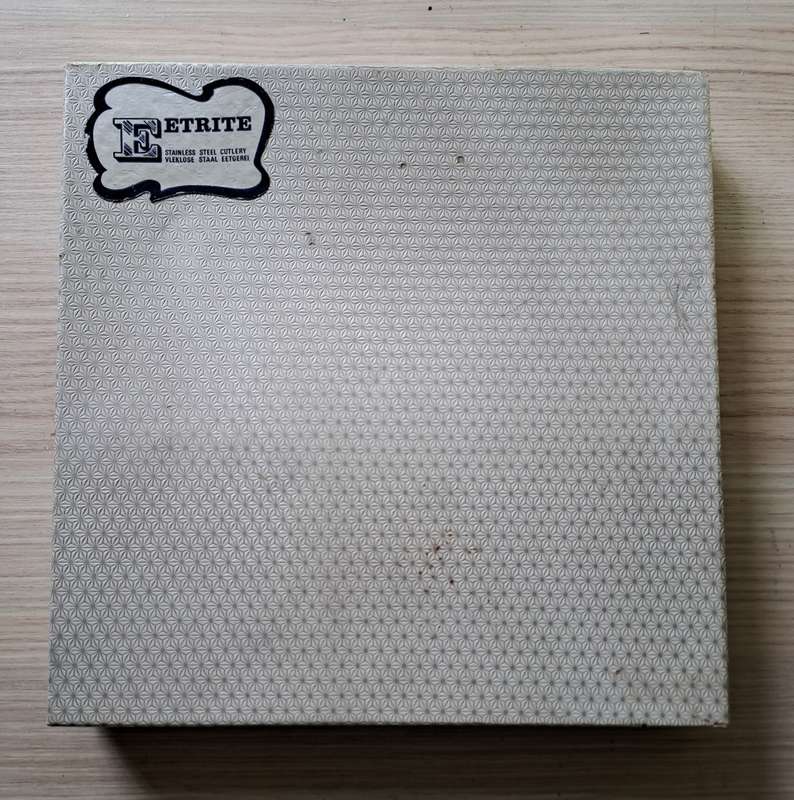 EETRITE
STAINLESS STEEL CUTLERY
VLEKLOSE STAAL EETGEREI